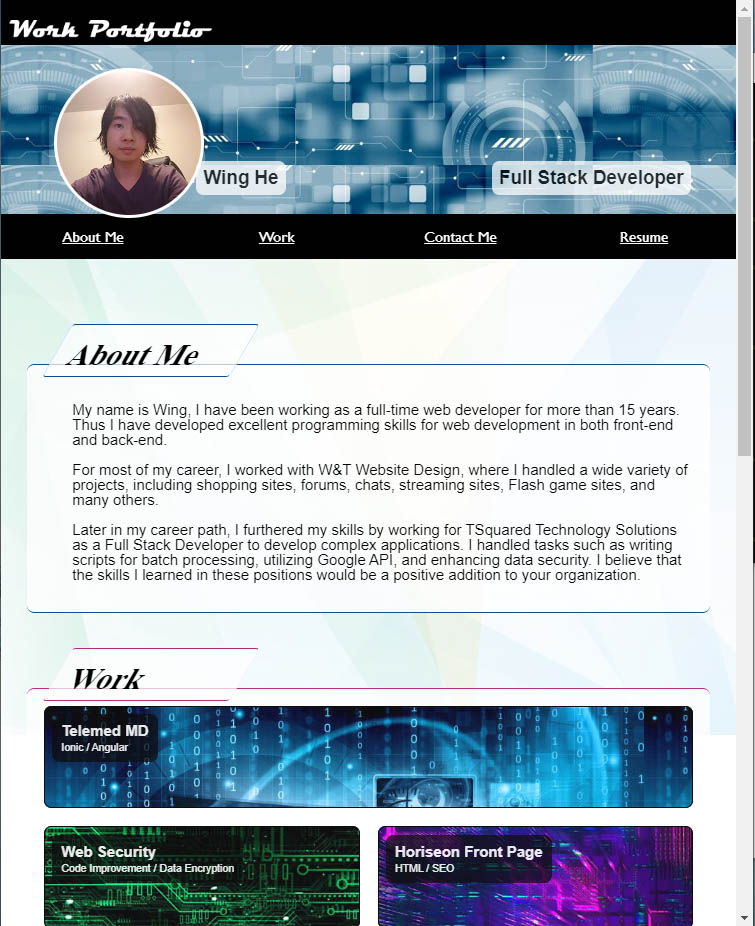 Work Portfolio
Wing He
Full Stack Developer
About Me
Work
Contact Me
Resume
About Me
My name is Wing, I have been working as a full-time web developer for more than 15 years.
Thus I have developed excellent programming skills for web development in both front-end
and back-end.
For most of my career, I worked with W&T Website Design, where I handled a wide variety of
projects, including shopping sites, forums, chats, streaming sites, Flash game sites, and
many others.
Later in my career path, I furthered my skills by working for TSquared Technology Solutions
as a Full Stack Developer to develop complex applications. I handled tasks such as writing
scripts for batch processing, utilizing Google API, and enhancing data security. I believe that
the skills I learned in these positions would be a positive addition to your organization.
Work
Telemed MD
Ionic / Angular
Web Security
Code Improvement / Data Encryption
Horiseon Front Page
HTML / SEO